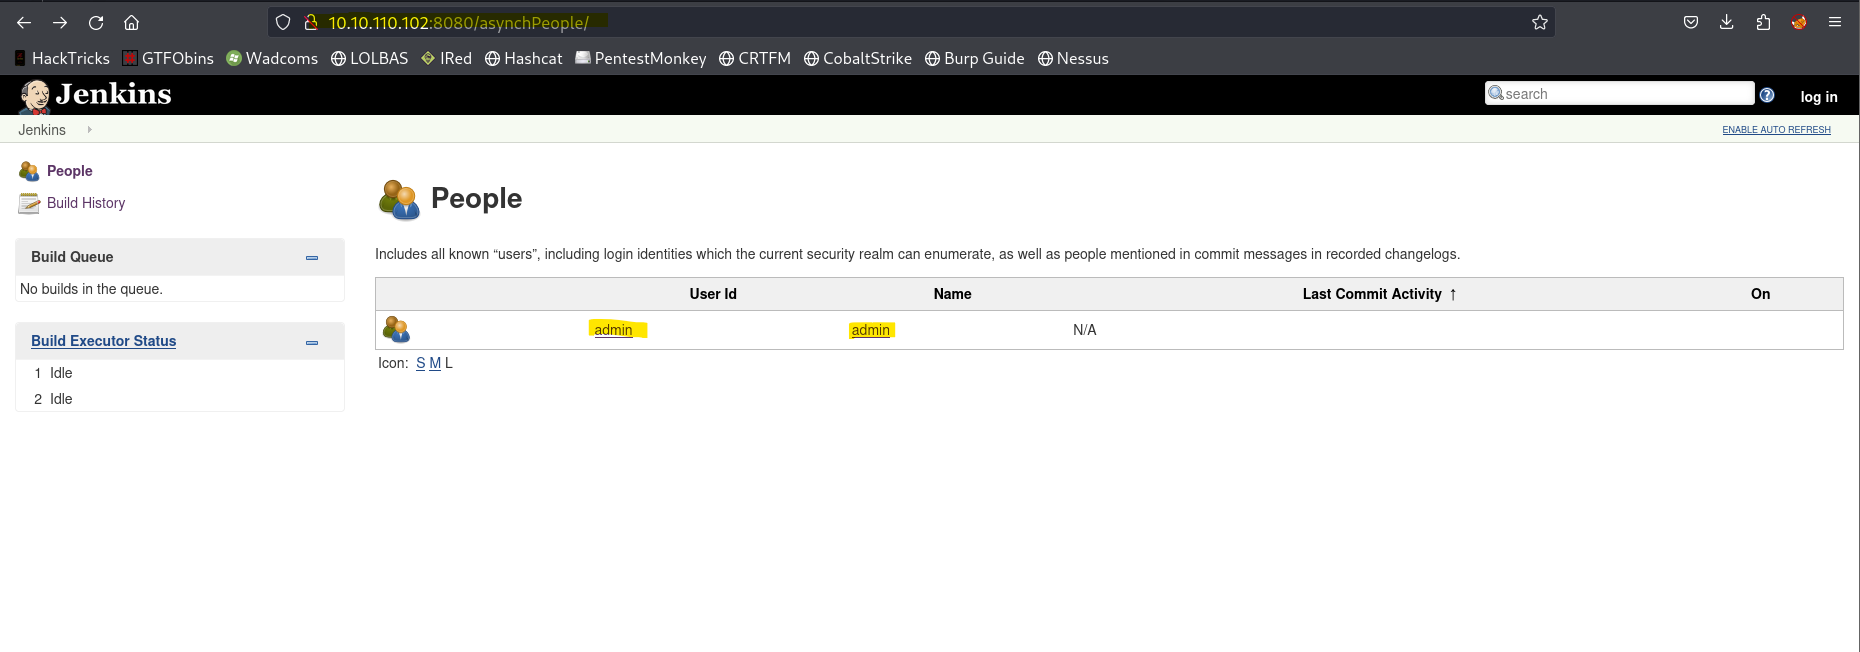 10.10.110.102:8080/asynchPeople/
HackTricks GTFObins Wadcoms LOLBAS IRed Hashcat PentestMonkey CRTFM CobaltStrike Burp Guide Nessus
Jenkins search ? log in
Jenkins ENABLE AUTO REFRESH
People
Build History
Build Queue
No builds in the queue.
Build Executor Status
1 Idle
2 Idle
People
Includes all known “users”, including login identities which the current security realm can enumerate, as well as people mentioned in commit messages in recorded changelogs.
User Id Name Last Commit Activity ↑ On
admin admin N/A
Icon: S M L